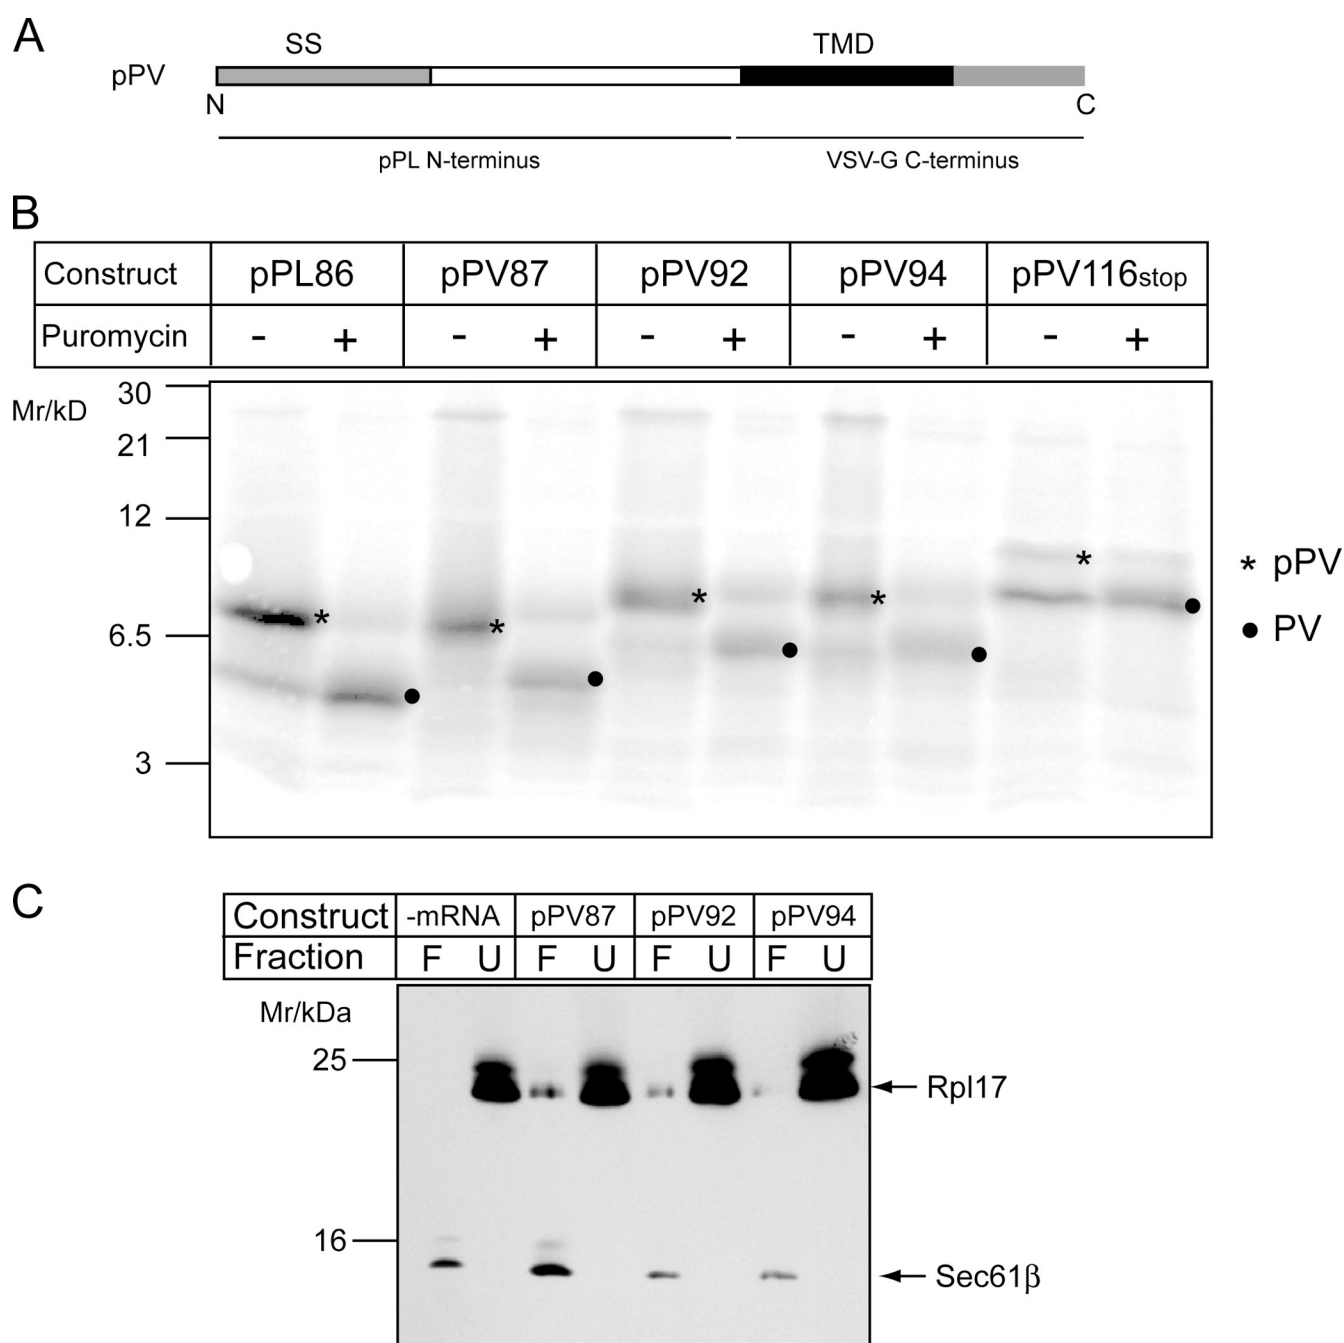 A
SS TMD
pPV
N C
pPL N-terminus VSV-G C-terminus
B
Construct pPL86 pPV87 pPV92 pPV94 pPV116stop
Puromycin - + - + - + - + - +
Mr/kD
30
21
12
6.5
3
* pPV
● PV
C
Construct -mRNA pPV87 pPV92 pPV94
Fraction F U F U F U F U
Mr/kDa
25
Rpl17
16
Sec61β